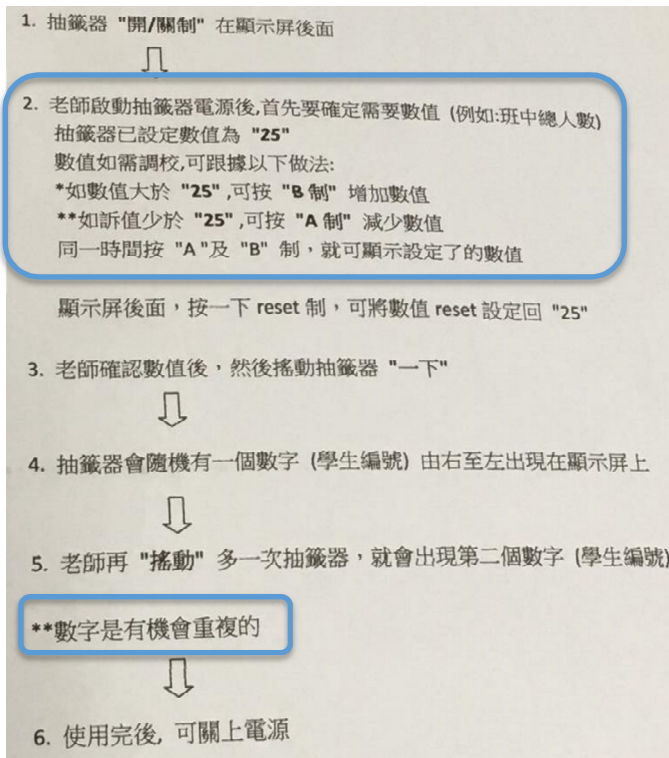 1. 抽籤器 "開/關制" 在顯示屏後面
2. 老師啟動抽籤器電源後,首先要確定需要數值 (例如:班中總人數)
抽籤器已設定數值為 "25"
數值如需調校,可跟據以下做法:
*如數值大於 "25" ,可按 "B 制" 增加數值
**如訴值少於 "25" ,可按 "A 制" 減少數值
同一時間按 "A "及 "B" 制，就可顯示設定了的數值
顯示屏後面，按一下 reset 制，可將數值 reset 設定回 "25"
3. 老師確認數值後，然後搖動抽籤器 "一下"
4. 抽籤器會隨機有一個數字 (學生編號) 由右至左出現在顯示屏上
5. 老師再 "搖動" 多一次抽籤器，就會出現第二個數字 (學生編號)
**數字是有機會重複的
6. 使用完後, 可關上電源